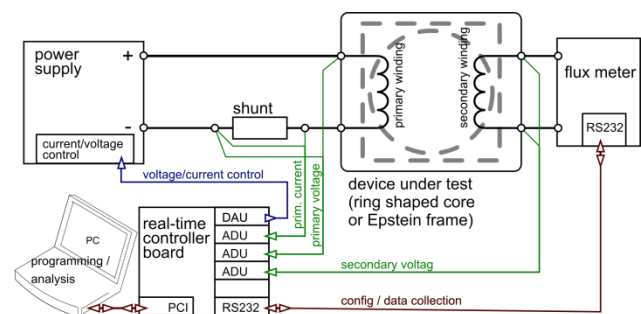 power
supply
+
-
current/voltage
control
shunt
primary winding
secondary winding
flux meter
RS232
device under test
(ring shaped core
or Epstein frame)
voltage/current control
prim. current
primary voltage
secondary voltag
real-time
controller
board
DAU
ADU
ADU
ADU
PCI
RS232
config / data collection
PC
programming /
analysis